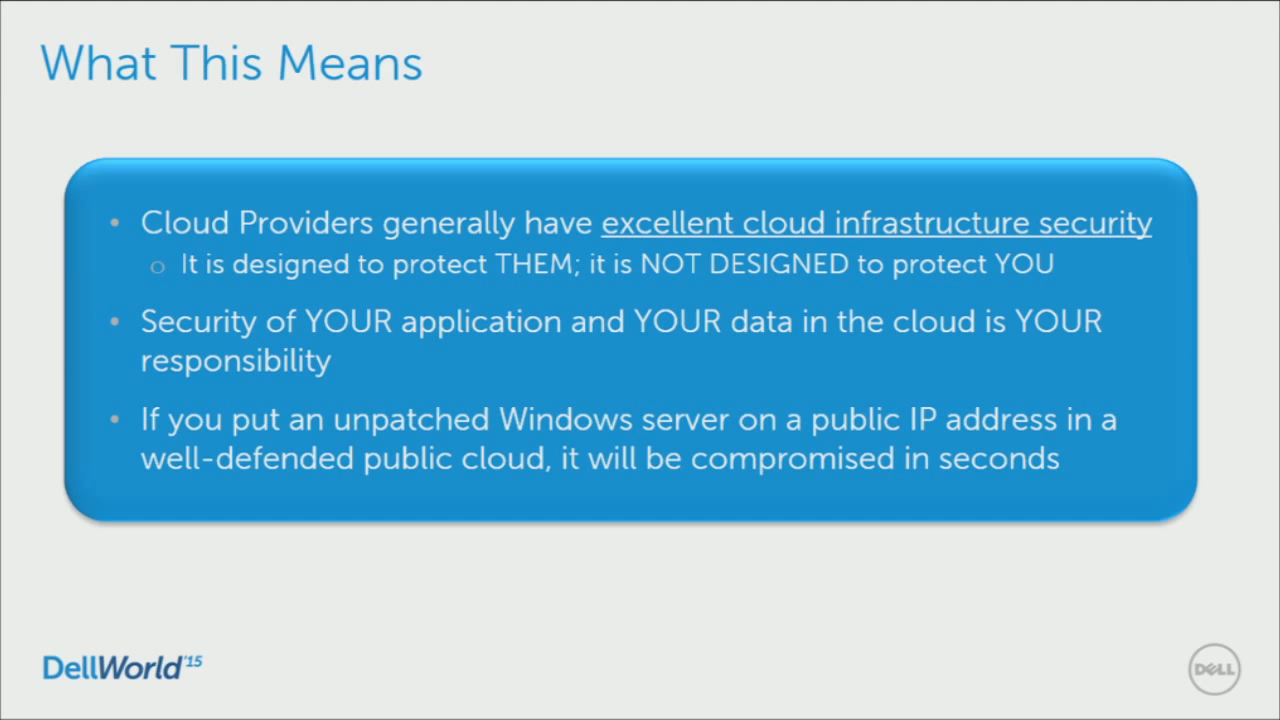 What This Means
• Cloud Providers generally have excellent cloud infrastructure security
o It is designed to protect THEM; it is NOT DESIGNED to protect YOU
• Security of YOUR application and YOUR data in the cloud is YOUR
responsibility
• If you put an unpatched Windows server on a public IP address in a
well-defended public cloud, it will be compromised in seconds
DellWorld'15
DELL